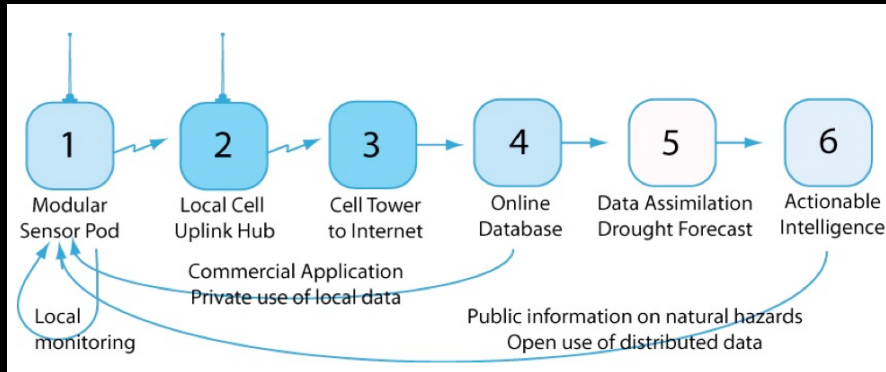 1
2
3
4
5
6
Modular
Sensor Pod
Local Cell
Uplink Hub
Cell Tower
to Internet
Online
Database
Data Assimilation
Drought Forecast
Actionable
Intelligence
Commercial Application
Private use of local data
Local
monitoring
Public information on natural hazards
Open use of distributed data